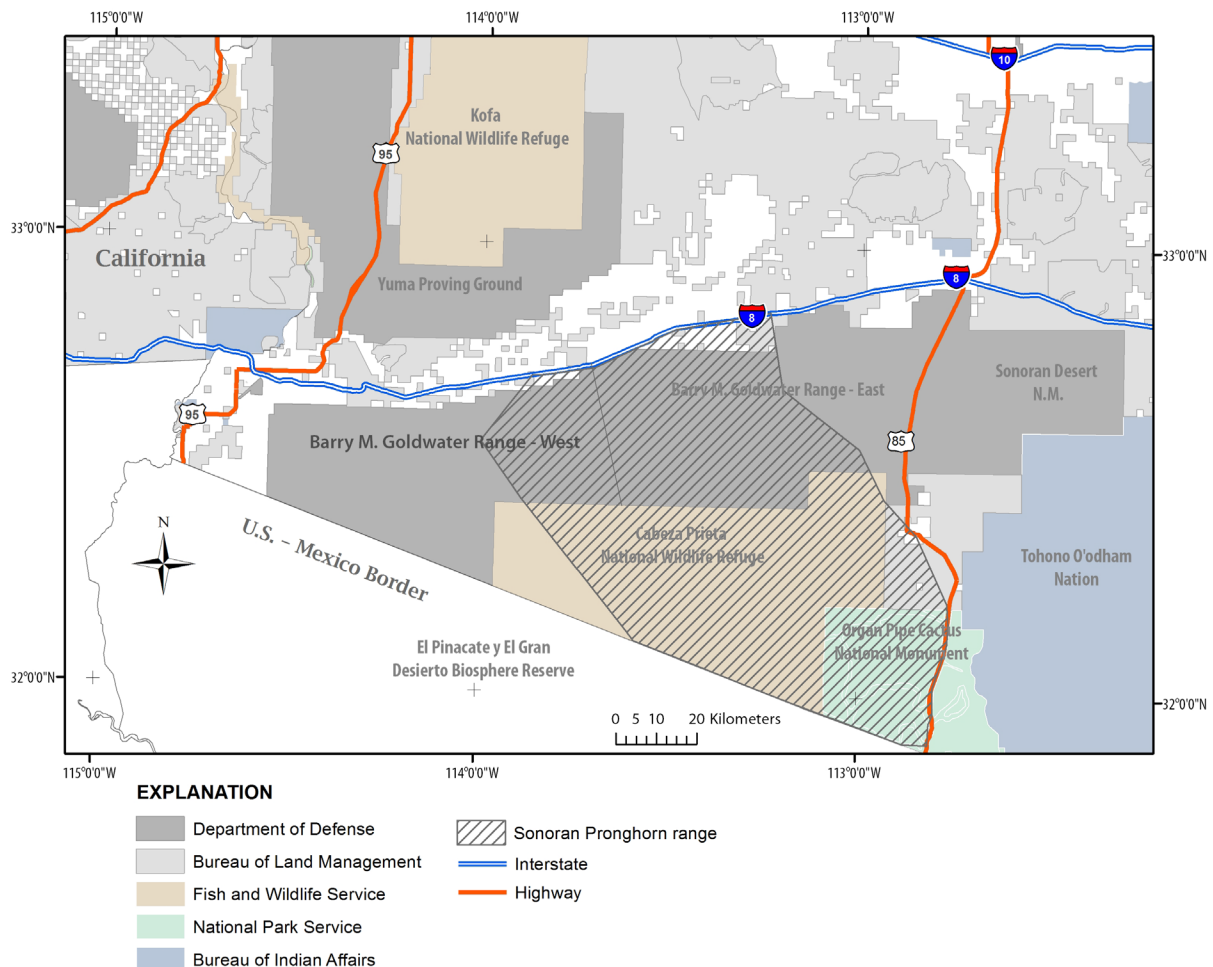 115°0'0"W
114°0'0"W
113°0'0"W
10
Kofa
National Wildlife Refuge
95
33°0'0"N
33°0'0"N
California
Yuma Proving Ground
8
8
Barry M. Goldwater Range - East
Sonoran Desert
N.M.
95
Barry M. Goldwater Range - West
85
U.S. – Mexico Border
N
Cabeza Prieta
National Wildlife Refuge
Tohono O'odham
Nation
Organ Pipe Cactus
National Monument
El Pinacate y El Gran
Desierto Biosphere Reserve
32°0'0"N
32°0'0"N
0 5 10 20 Kilometers
115°0'0"W
114°0'0"W
113°0'0"W
EXPLANATION
Department of Defense
Bureau of Land Management
Fish and Wildlife Service
National Park Service
Bureau of Indian Affairs
Sonoran Pronghorn range
Interstate
Highway